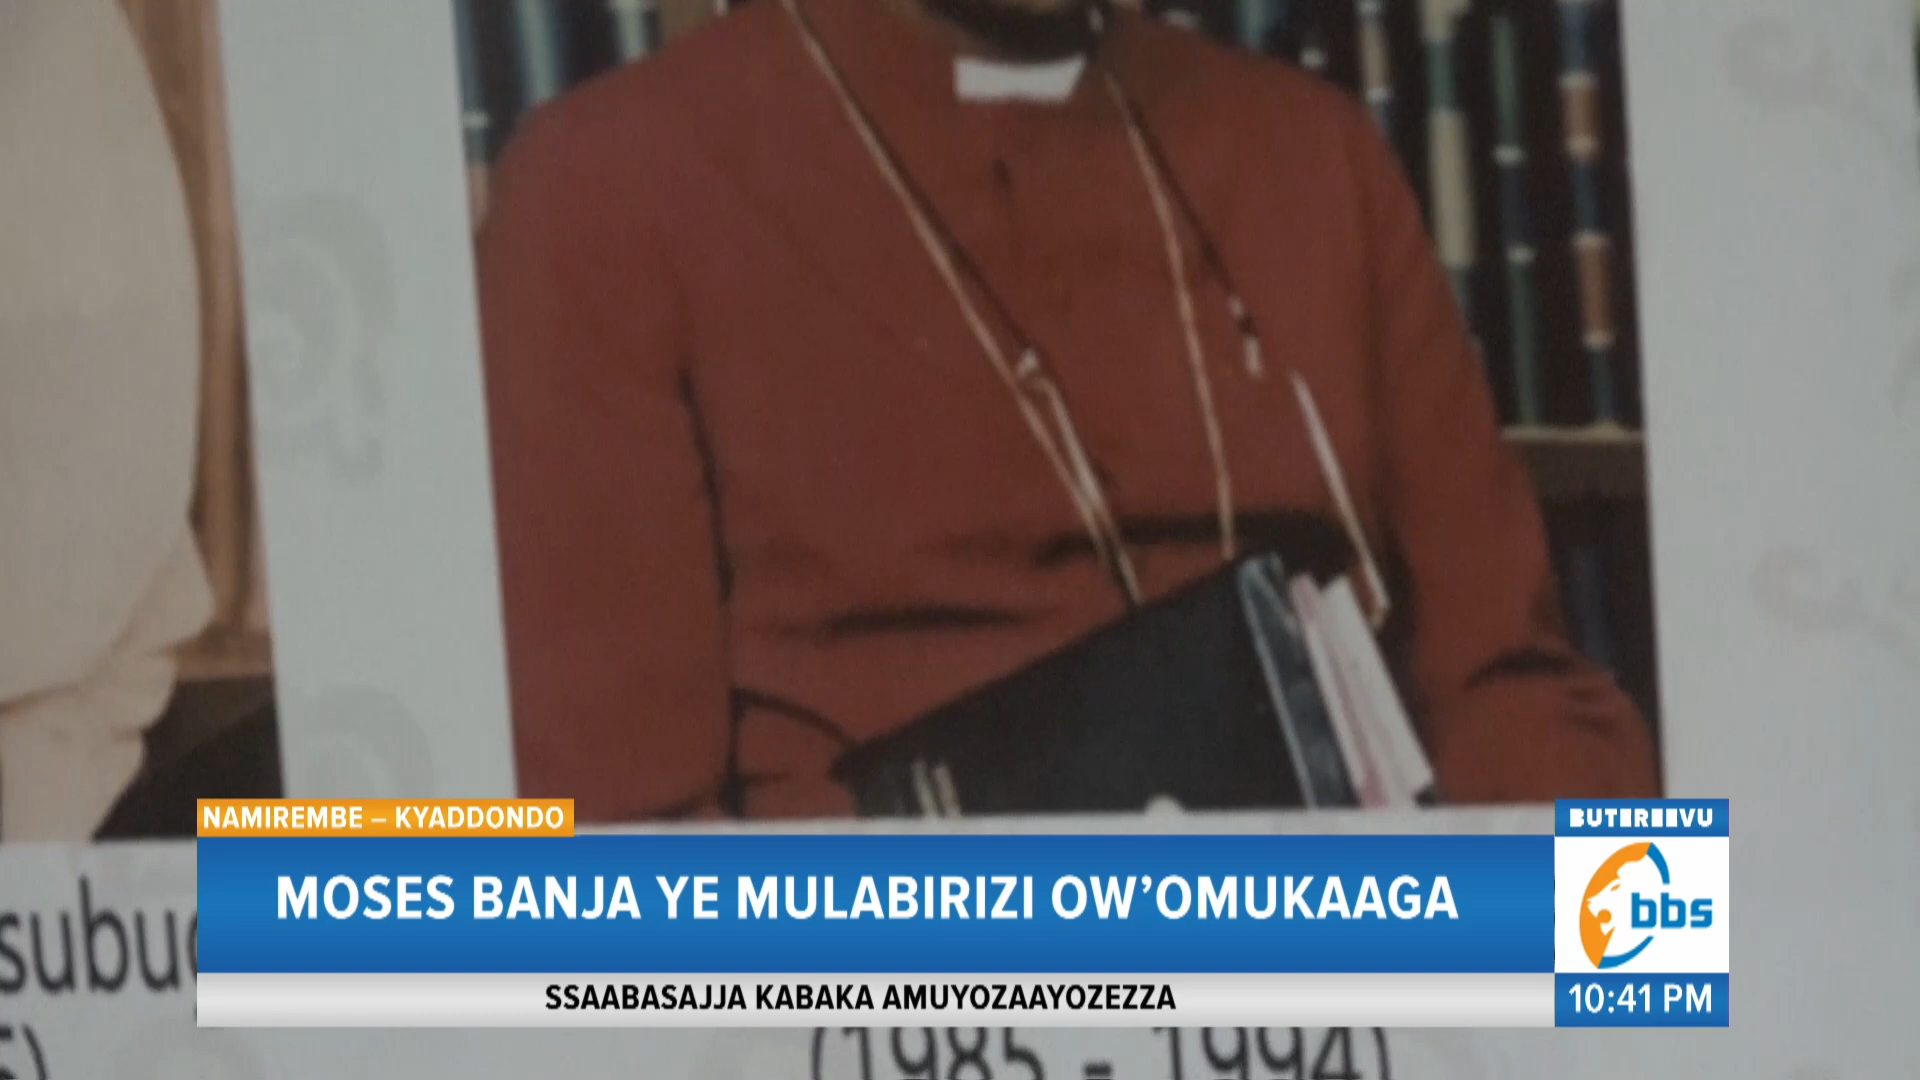 NAMIREMBE – KYADDONDO
BUTEREEVU
MOSES BANJA YE MULABIRIZI OW'OMUKAAGA
bbs
SSAABASAJJA KABAKA AMUYOZAAYOZEZZA
10:41 PM
(1985 - 1994)